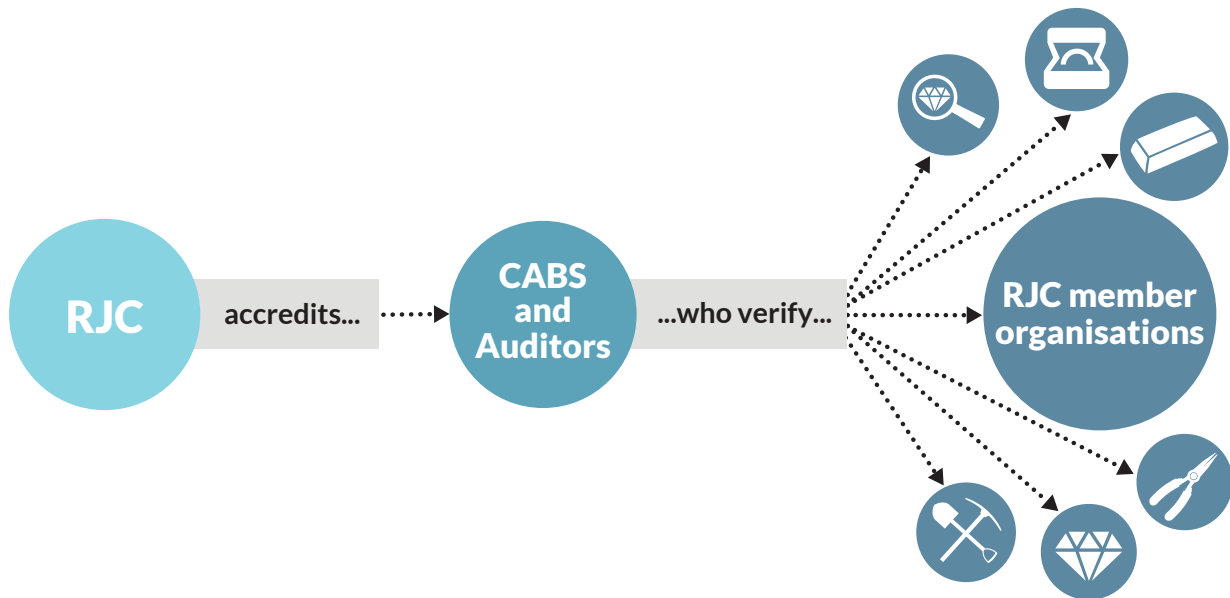 RJC
accredits...
CABS
and
Auditors
...who verify...
RJC member
organisations